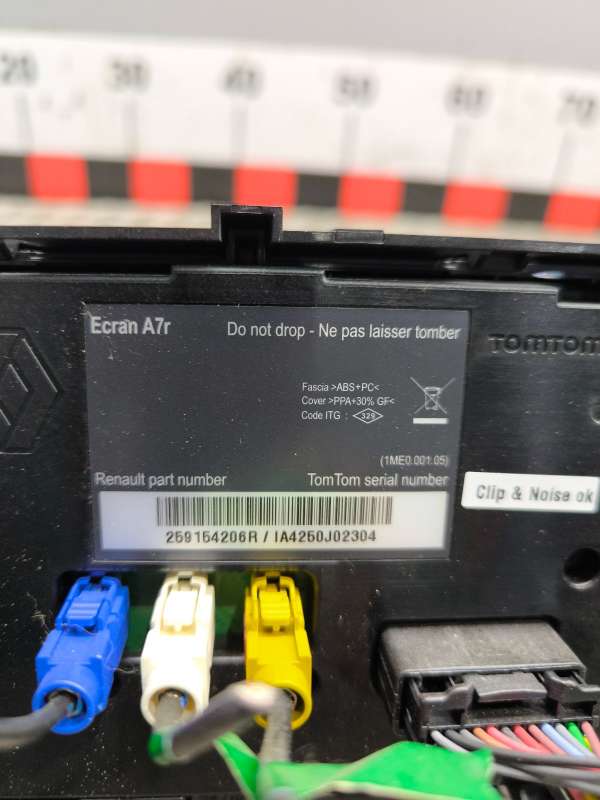 20 30 40 50 60 70
Ecran A7r
Do not drop - Ne pas laisser tomber
TOMTOM
Fascia >ABS+PC<
Cover >PPA+30% GF<
Code ITG : 329
(1ME0.001.05)
Renault part number
TomTom serial number
Clip & Noise ok
259154206R / IA4250J02304